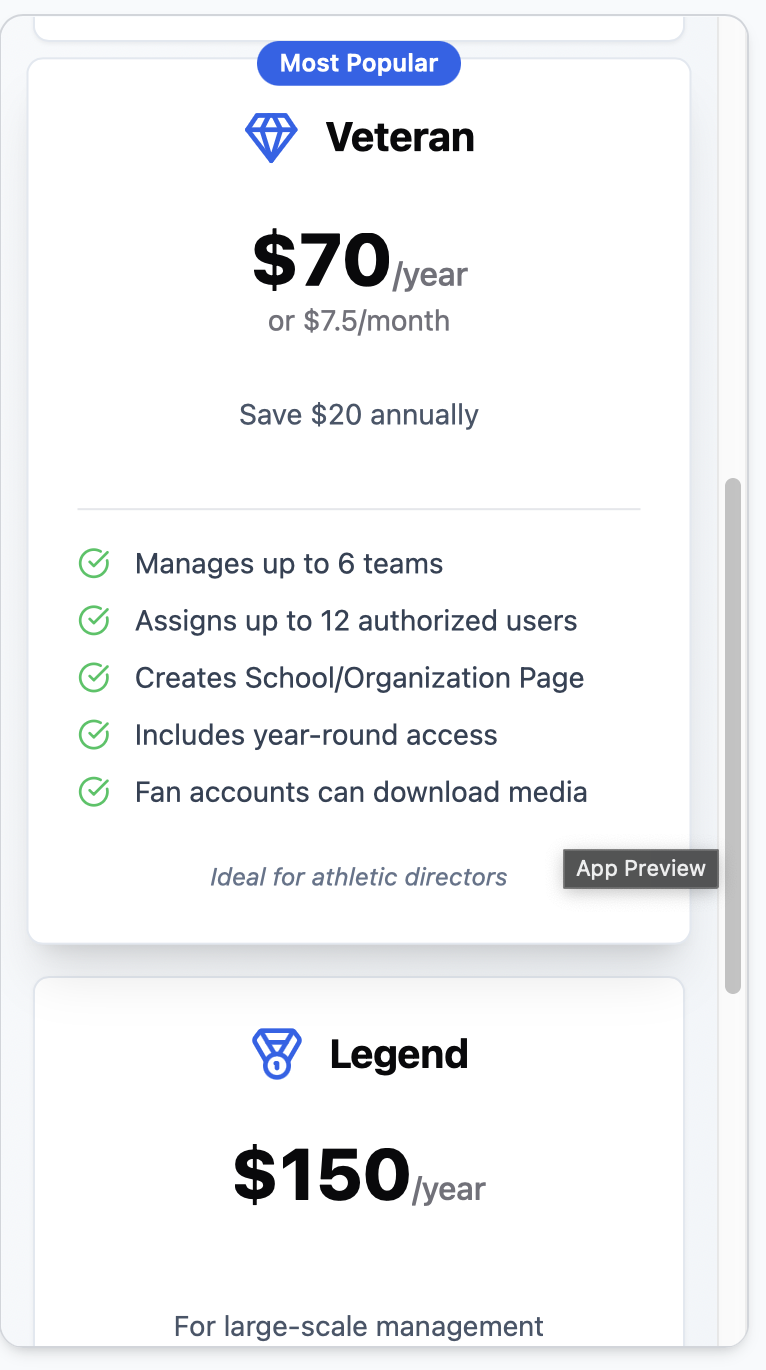 Most Popular
Veteran
$70/year
or $7.5/month
Save $20 annually
Manages up to 6 teams
Assigns up to 12 authorized users
Creates School/Organization Page
Includes year-round access
Fan accounts can download media
Ideal for athletic directors
App Preview
1
Legend
$150/year
For large-scale management